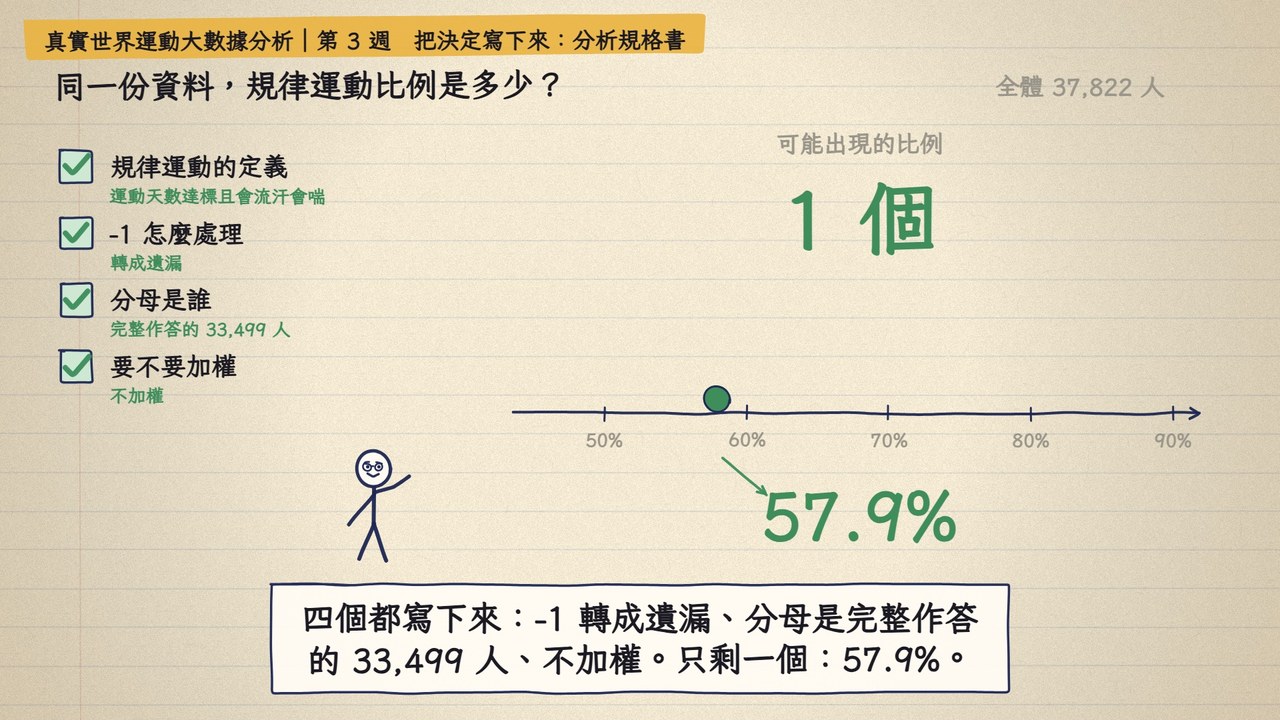 真實世界運動大數據分析｜第 3 週　把決定寫下來：分析規格書
同一份資料，規律運動比例是多少？
全體 37,822 人
可能出現的比例
1 個
規律運動的定義
運動天數達標且會流汗會喘
-1 怎麼處理
轉成遺漏
分母是誰
完整作答的 33,499 人
要不要加權
不加權
50%
60%
70%
80%
90%
57.9%
四個都寫下來：-1 轉成遺漏、分母是完整作答
的 33,499 人、不加權。只剩一個：57.9%。